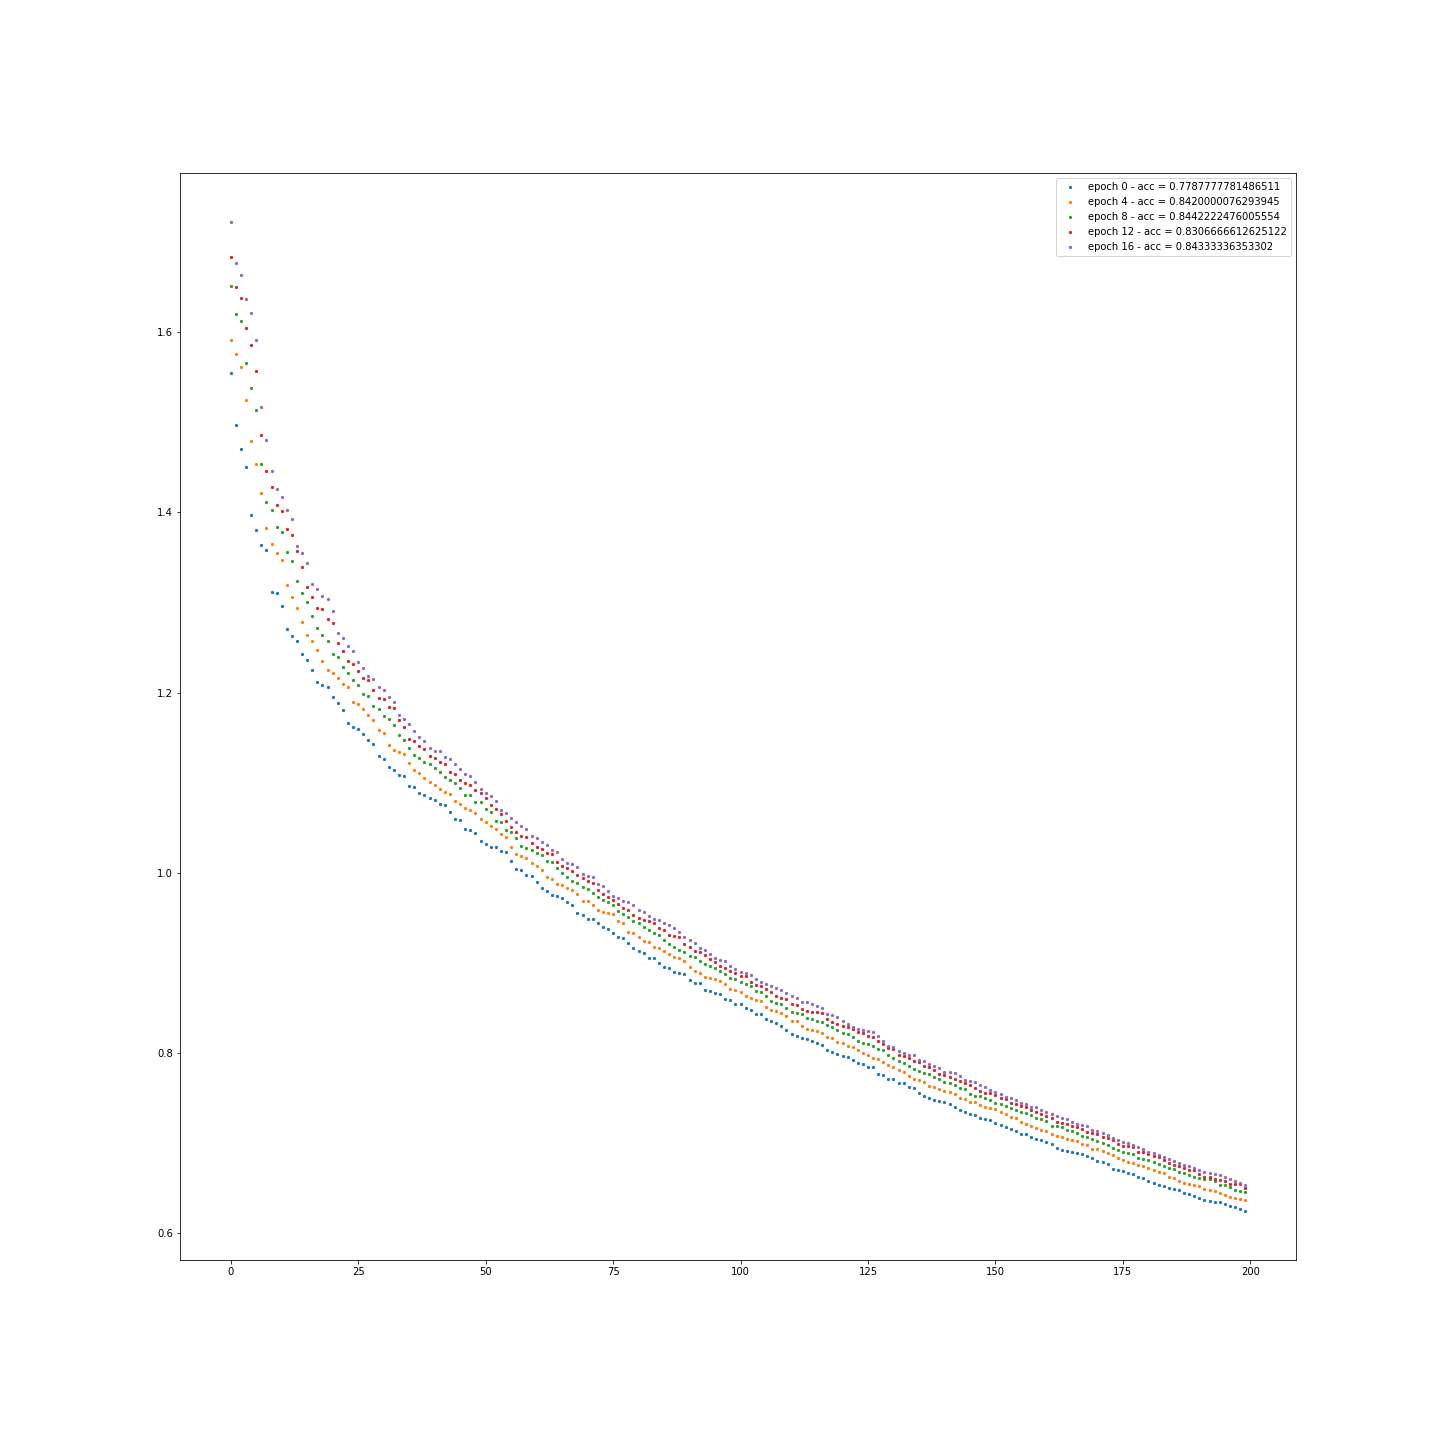 epoch 0 - acc = 0.7787777781486511
epoch 4 - acc = 0.8420000076293945
epoch 8 - acc = 0.8442222476005554
epoch 12 - acc = 0.8306666612625122
epoch 16 - acc = 0.84333336353302
1.6
1.4
1.2
1.0
0.8
0.6
0 25 50 75 100 125 150 175 200